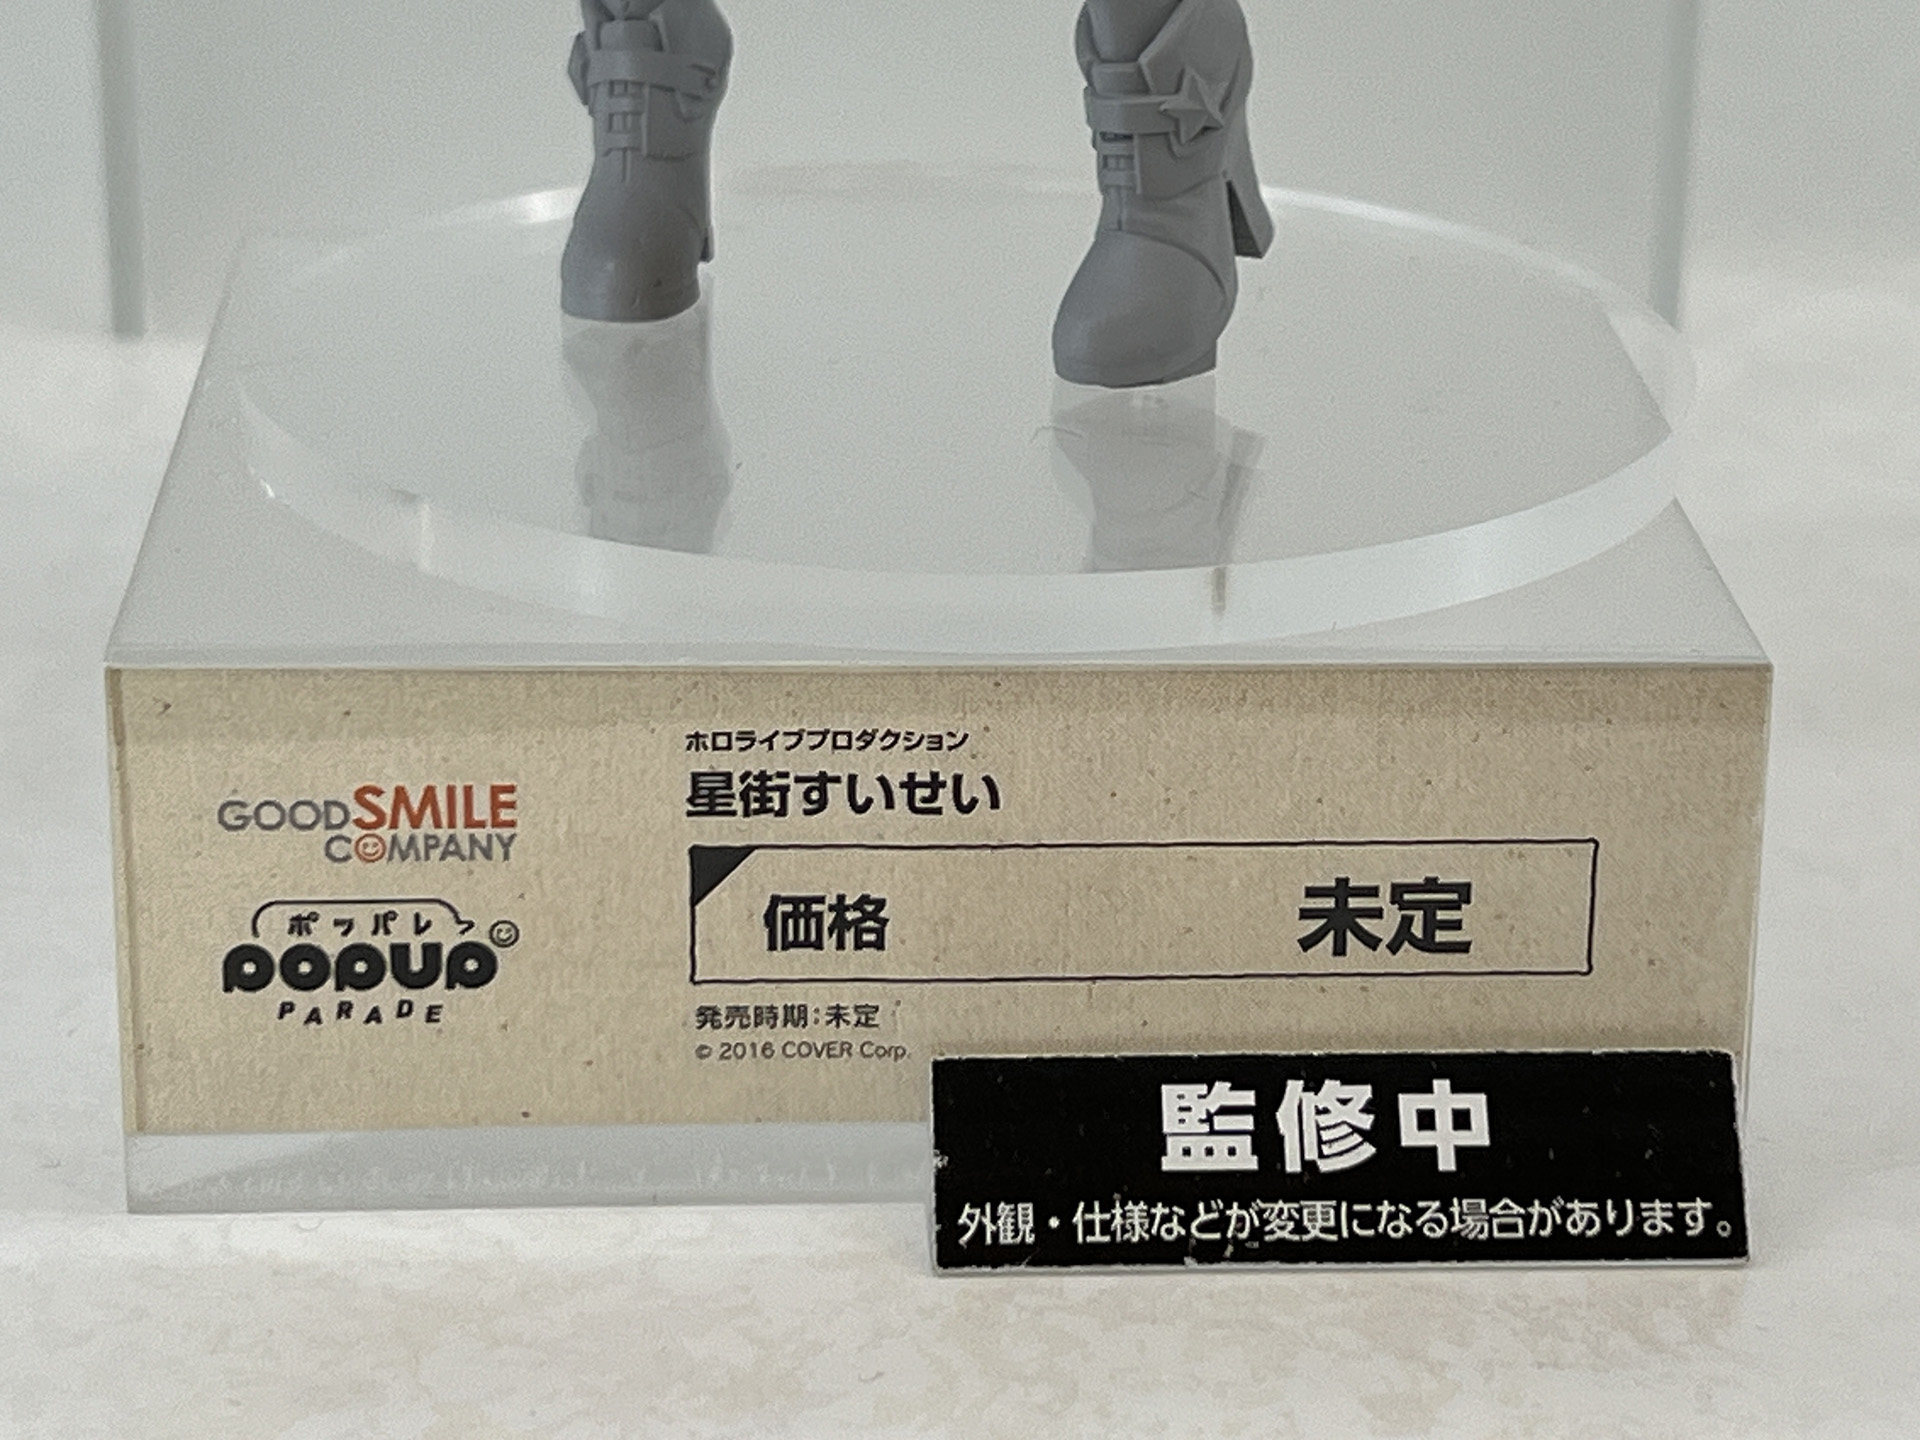 ホロライブプロダクション
星街すいせい
GOODSMILE
COMPANY
価格 未定
ポッパレ
POPUP
PARADE
発売時期:未定
© 2016 COVER Corp.
監修中
外観・仕様などが変更になる場合があります。